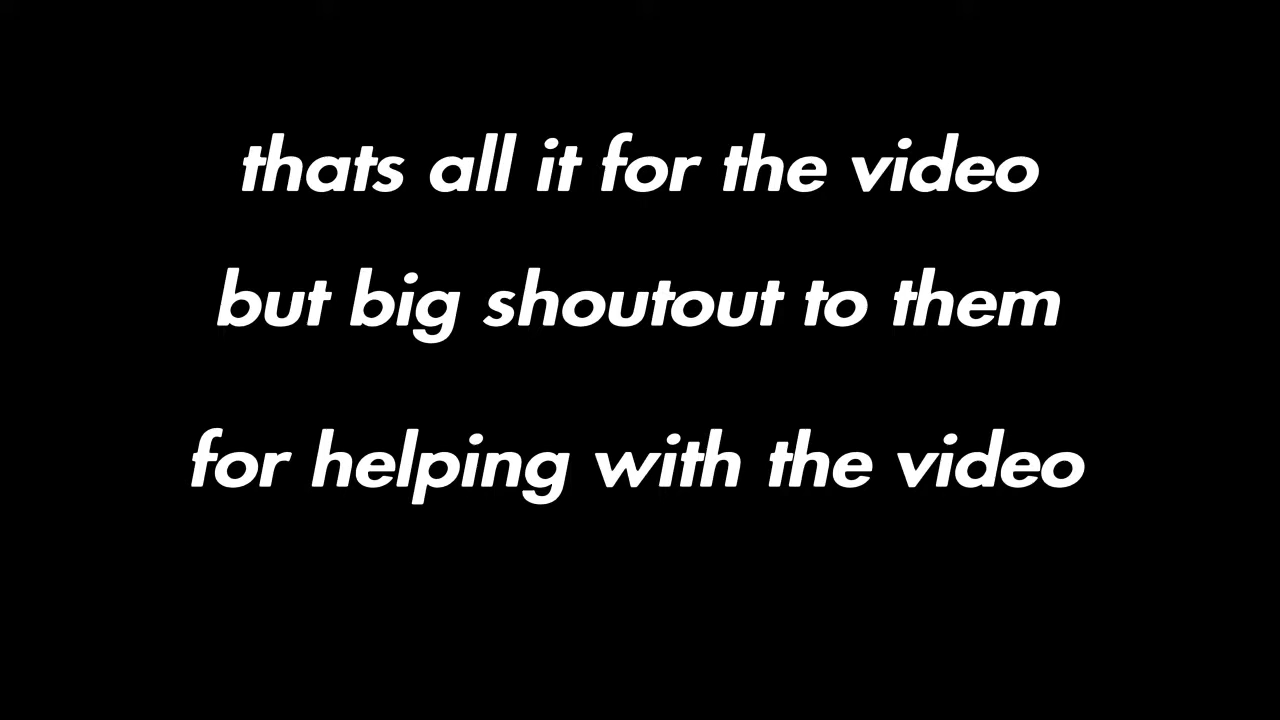 thats all it for the video
but big shoutout to them
for helping with the video